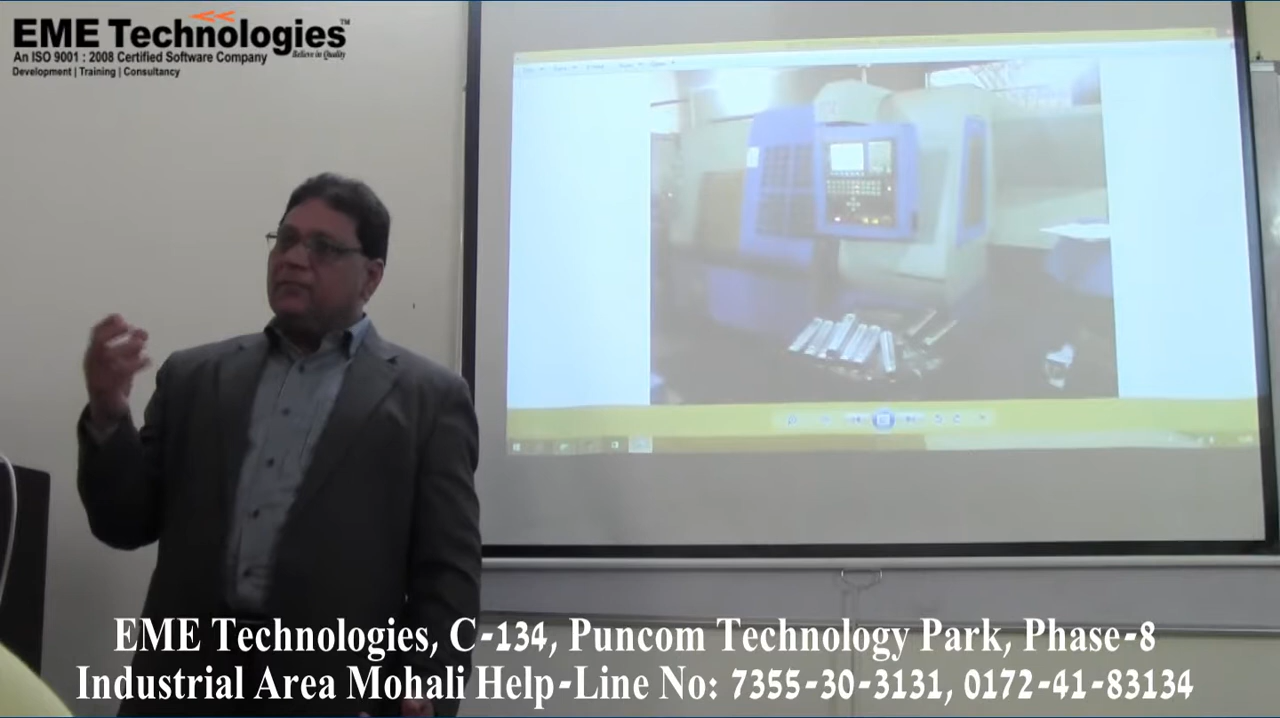 EME Technologies™
An ISO 9001 : 2008 Certified Software Company
Believe in Quality
Development | Training | Consultancy
EME Technologies, C-134, Puncom Technology Park, Phase-8
Industrial Area Mohali Help-Line No: 7355-30-3131, 0172-41-83134